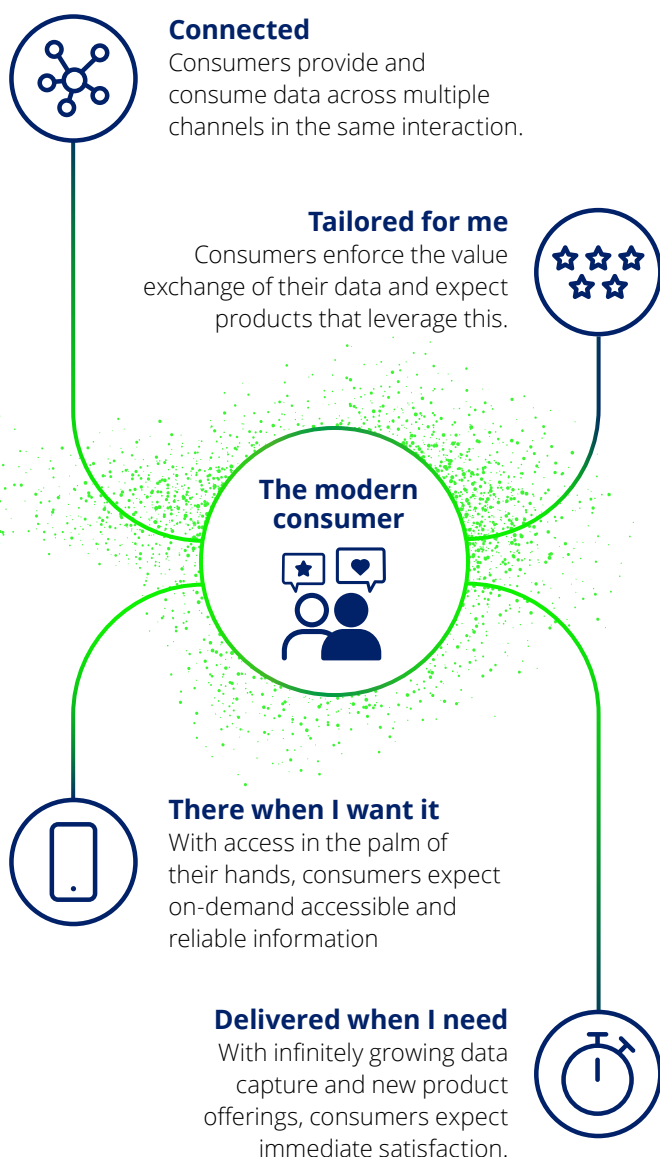 Connected
Consumers provide and
consume data across multiple
channels in the same interaction.
Tailored for me
Consumers enforce the value
exchange of their data and expect
products that leverage this.
The modern
consumer
There when I want it
With access in the palm of
their hands, consumers expect
on-demand accessible and
reliable information
Delivered when I need
With infinitely growing data
capture and new product
offerings, consumers expect
immediate satisfaction.